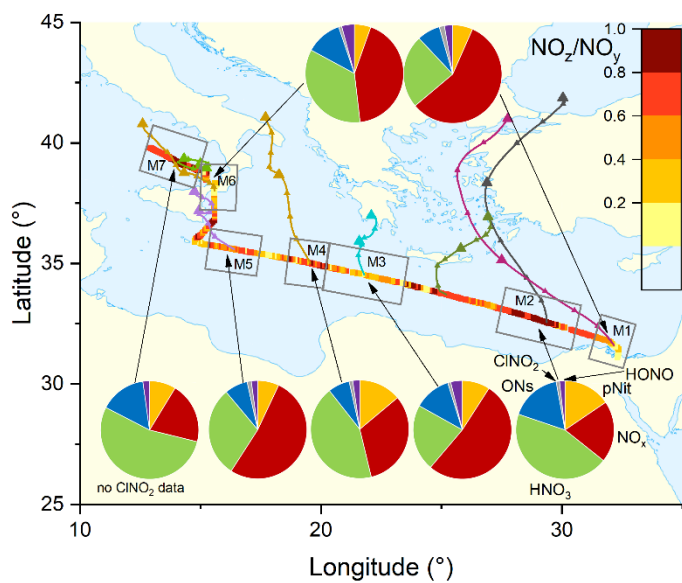 45
40
35
30
25
10
15
20
25
30
35
Latitude (°)
Longitude (°)
NOz/NOy
1.0
0.8
0.6
0.4
0.2
M7
M6
M5
M4
M3
M2
M1
ClNO₂
ONs
HONO
pNit
NOₓ
HNO₃
no ClNO₂ data